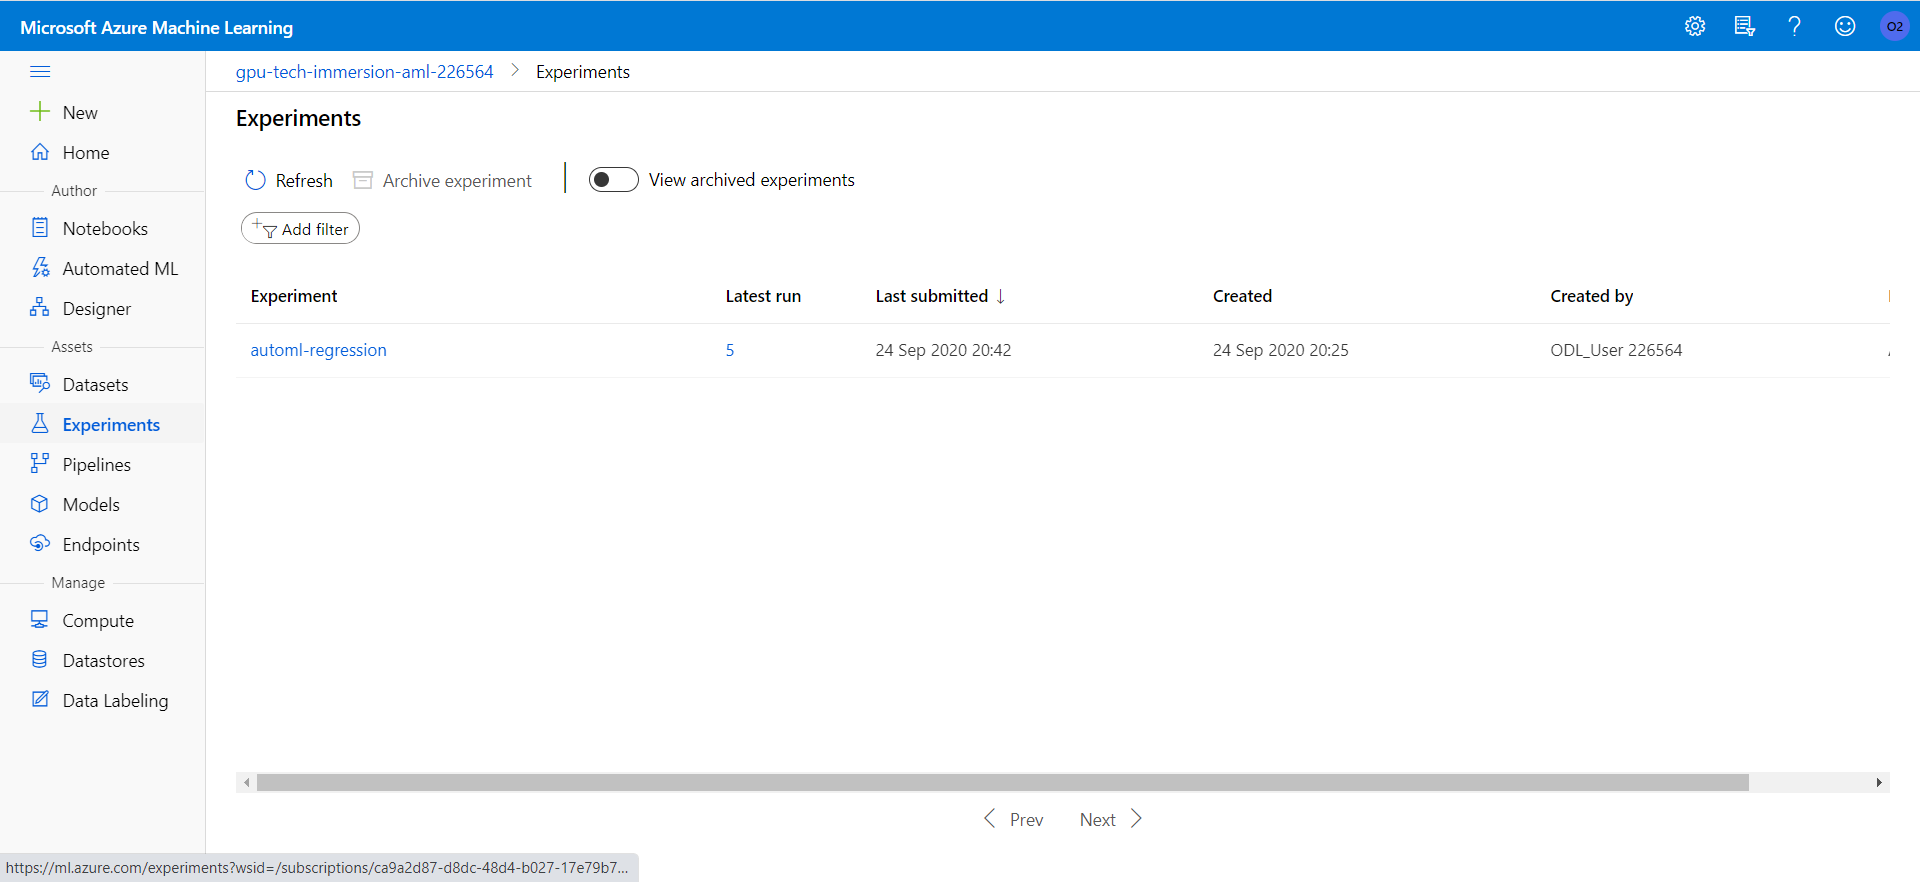 Microsoft Azure Machine Learning
O2
gpu-tech-immersion-aml-226564 > Experiments
New
Home
Author
Notebooks
Automated ML
Designer
Assets
Datasets
Experiments
Pipelines
Models
Endpoints
Manage
Compute
Datastores
Data Labeling
Experiments
Refresh
Archive experiment
View archived experiments
Add filter
Experiment Latest run Last submitted ↓ Created Created by
automl-regression 5 24 Sep 2020 20:42 24 Sep 2020 20:25 ODL_User 226564
Prev Next
https://ml.azure.com/experiments?wsid=/subscriptions/ca9a2d87-d8dc-48d4-b027-17e79b7...